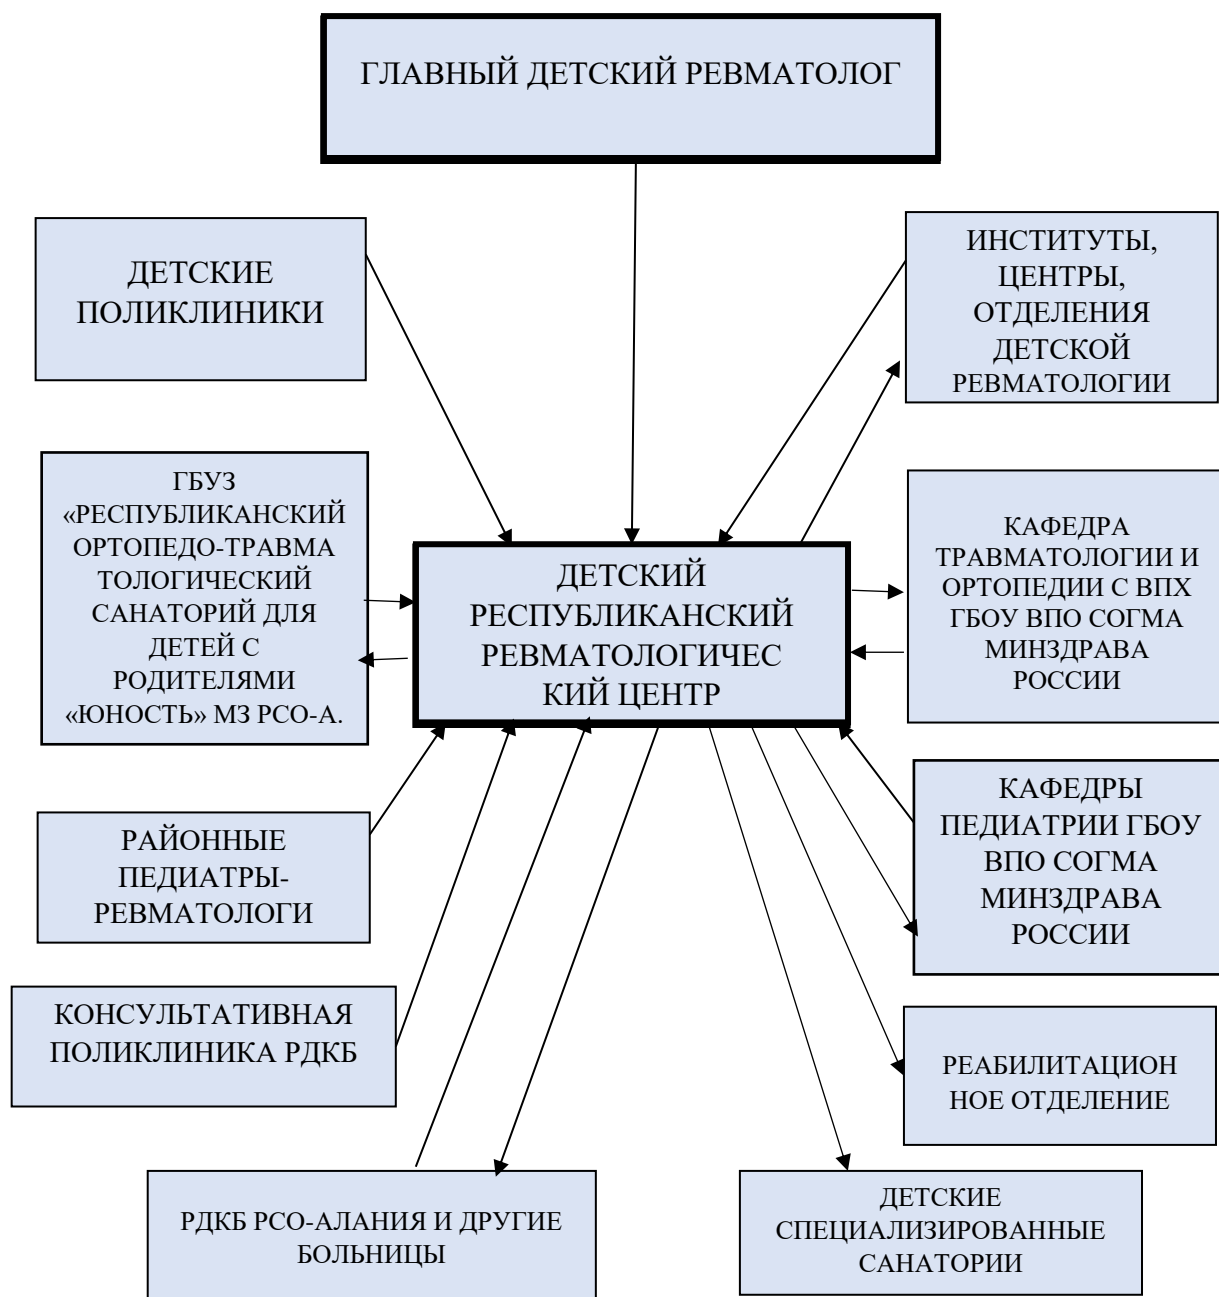 ГЛАВНЫЙ ДЕТСКИЙ РЕВМАТОЛОГ
ДЕТСКИЕ
ПОЛИКЛИНИКИ
ИНСТИТУТЫ,
ЦЕНТРЫ,
ОТДЕЛЕНИЯ
ДЕТСКОЙ
РЕВМАТОЛОГИИ
ГБУЗ
«РЕСПУБЛИКАНСКИЙ
ОРТОПЕДО-ТРАВМА
ТОЛОГИЧЕСКИЙ
САНАТОРИЙ ДЛЯ
ДЕТЕЙ С
РОДИТЕЛЯМИ
«ЮНОСТЬ» МЗ РСО-А.
ДЕТСКИЙ
РЕСПУБЛИКАНСКИЙ
РЕВМАТОЛОГИЧЕС
КИЙ ЦЕНТР
КАФЕДРА
ТРАВМАТОЛОГИИ И
ОРТОПЕДИИ С ВПХ
ГБОУ ВПО СОГМА
МИНЗДРАВА
РОССИИ
РАЙОННЫЕ
ПЕДИАТРЫ-
РЕВМАТОЛОГИ
КАФЕДРЫ
ПЕДИАТРИИ ГБОУ
ВПО СОГМА
МИНЗДРАВА
РОССИИ
КОНСУЛЬТАТИВНАЯ
ПОЛИКЛИНИКА РДКБ
РЕАБИЛИТАЦИОН
НОЕ ОТДЕЛЕНИЕ
РДКБ РСО-АЛАНИЯ И ДРУГИЕ
БОЛЬНИЦЫ
ДЕТСКИЕ
СПЕЦИАЛИЗИРОВАННЫЕ
САНАТОРИИ